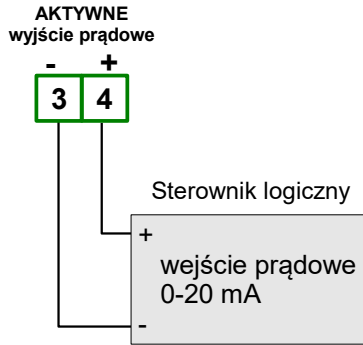 AKTYWNE
wyjście prądowe
- +
3 4
Sterownik logiczny
+
wejście prądowe
0-20 mA
-